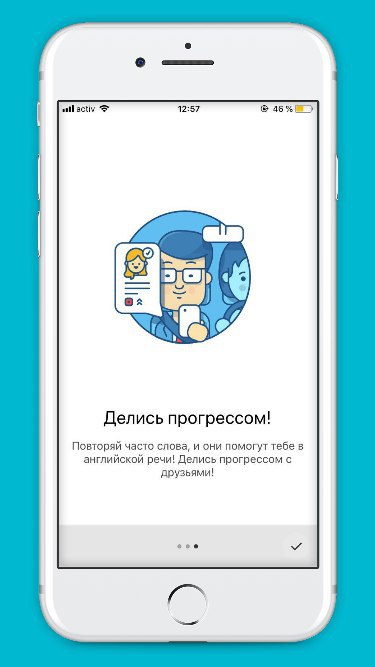 activ 12:57 46 %
Делись прогрессом!
Повторяй часто слова, и они помогут тебе в
английской речи! Делись прогрессом с
друзьями!